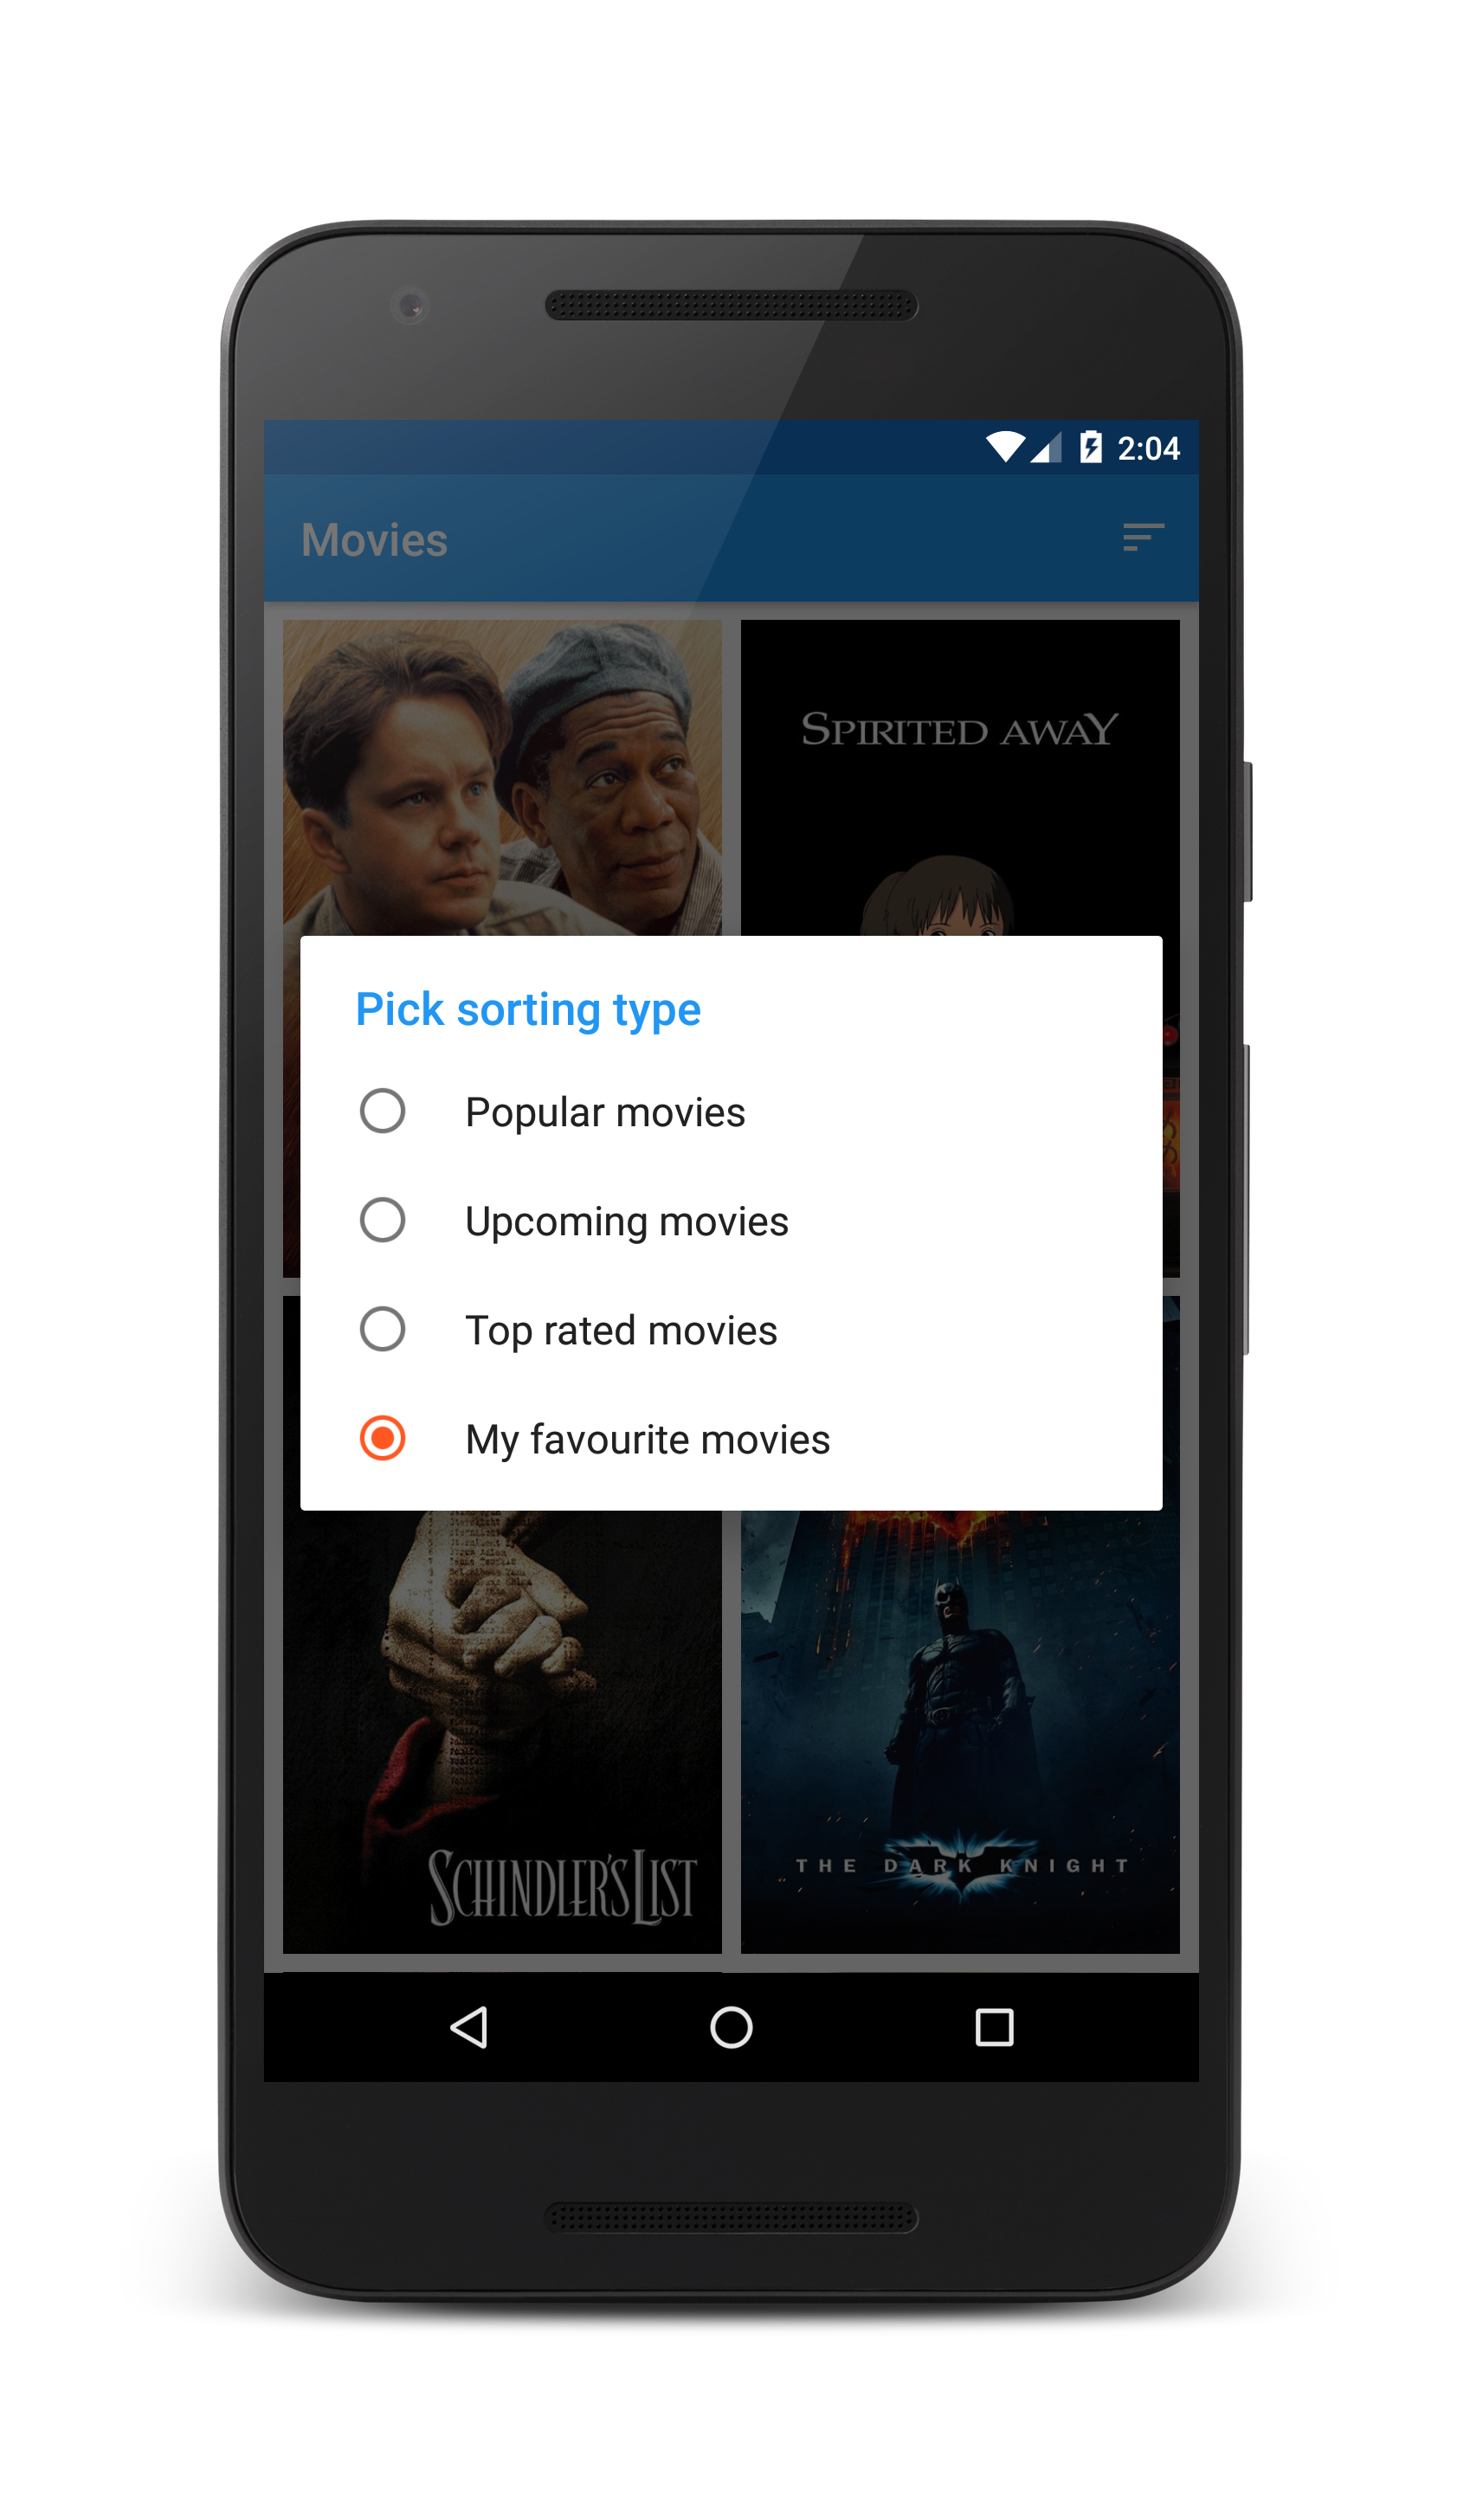 2:04
Movies
SPIRITED AWAY
Pick sorting type
Popular movies
Upcoming movies
Top rated movies
My favourite movies
SCHINDLER'S LIST
THE DARK KNIGHT